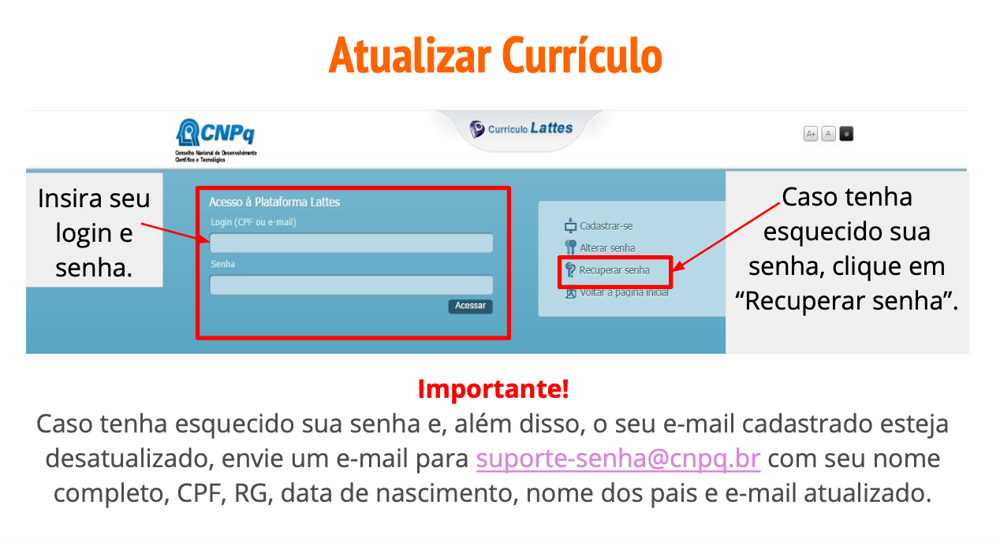 Atualizar Currículo
CNPq
Conselho Nacional de Desenvolvimento
Científico e Tecnológico
Currículo Lattes
A+ A
Insira seu
login e
senha.
Acesso à Plataforma Lattes
Login (CPF ou e-mail)
Senha
Acessar
Cadastrar-se
Alterar senha
Recuperar senha
Voltar a página inicial
Caso tenha
esquecido sua
senha, clique em
“Recuperar senha”.
Importante!
Caso tenha esquecido sua senha e, além disso, o seu e-mail cadastrado esteja
desatualizado, envie um e-mail para suporte-senha@cnpq.br com seu nome
completo, CPF, RG, data de nascimento, nome dos pais e e-mail atualizado.